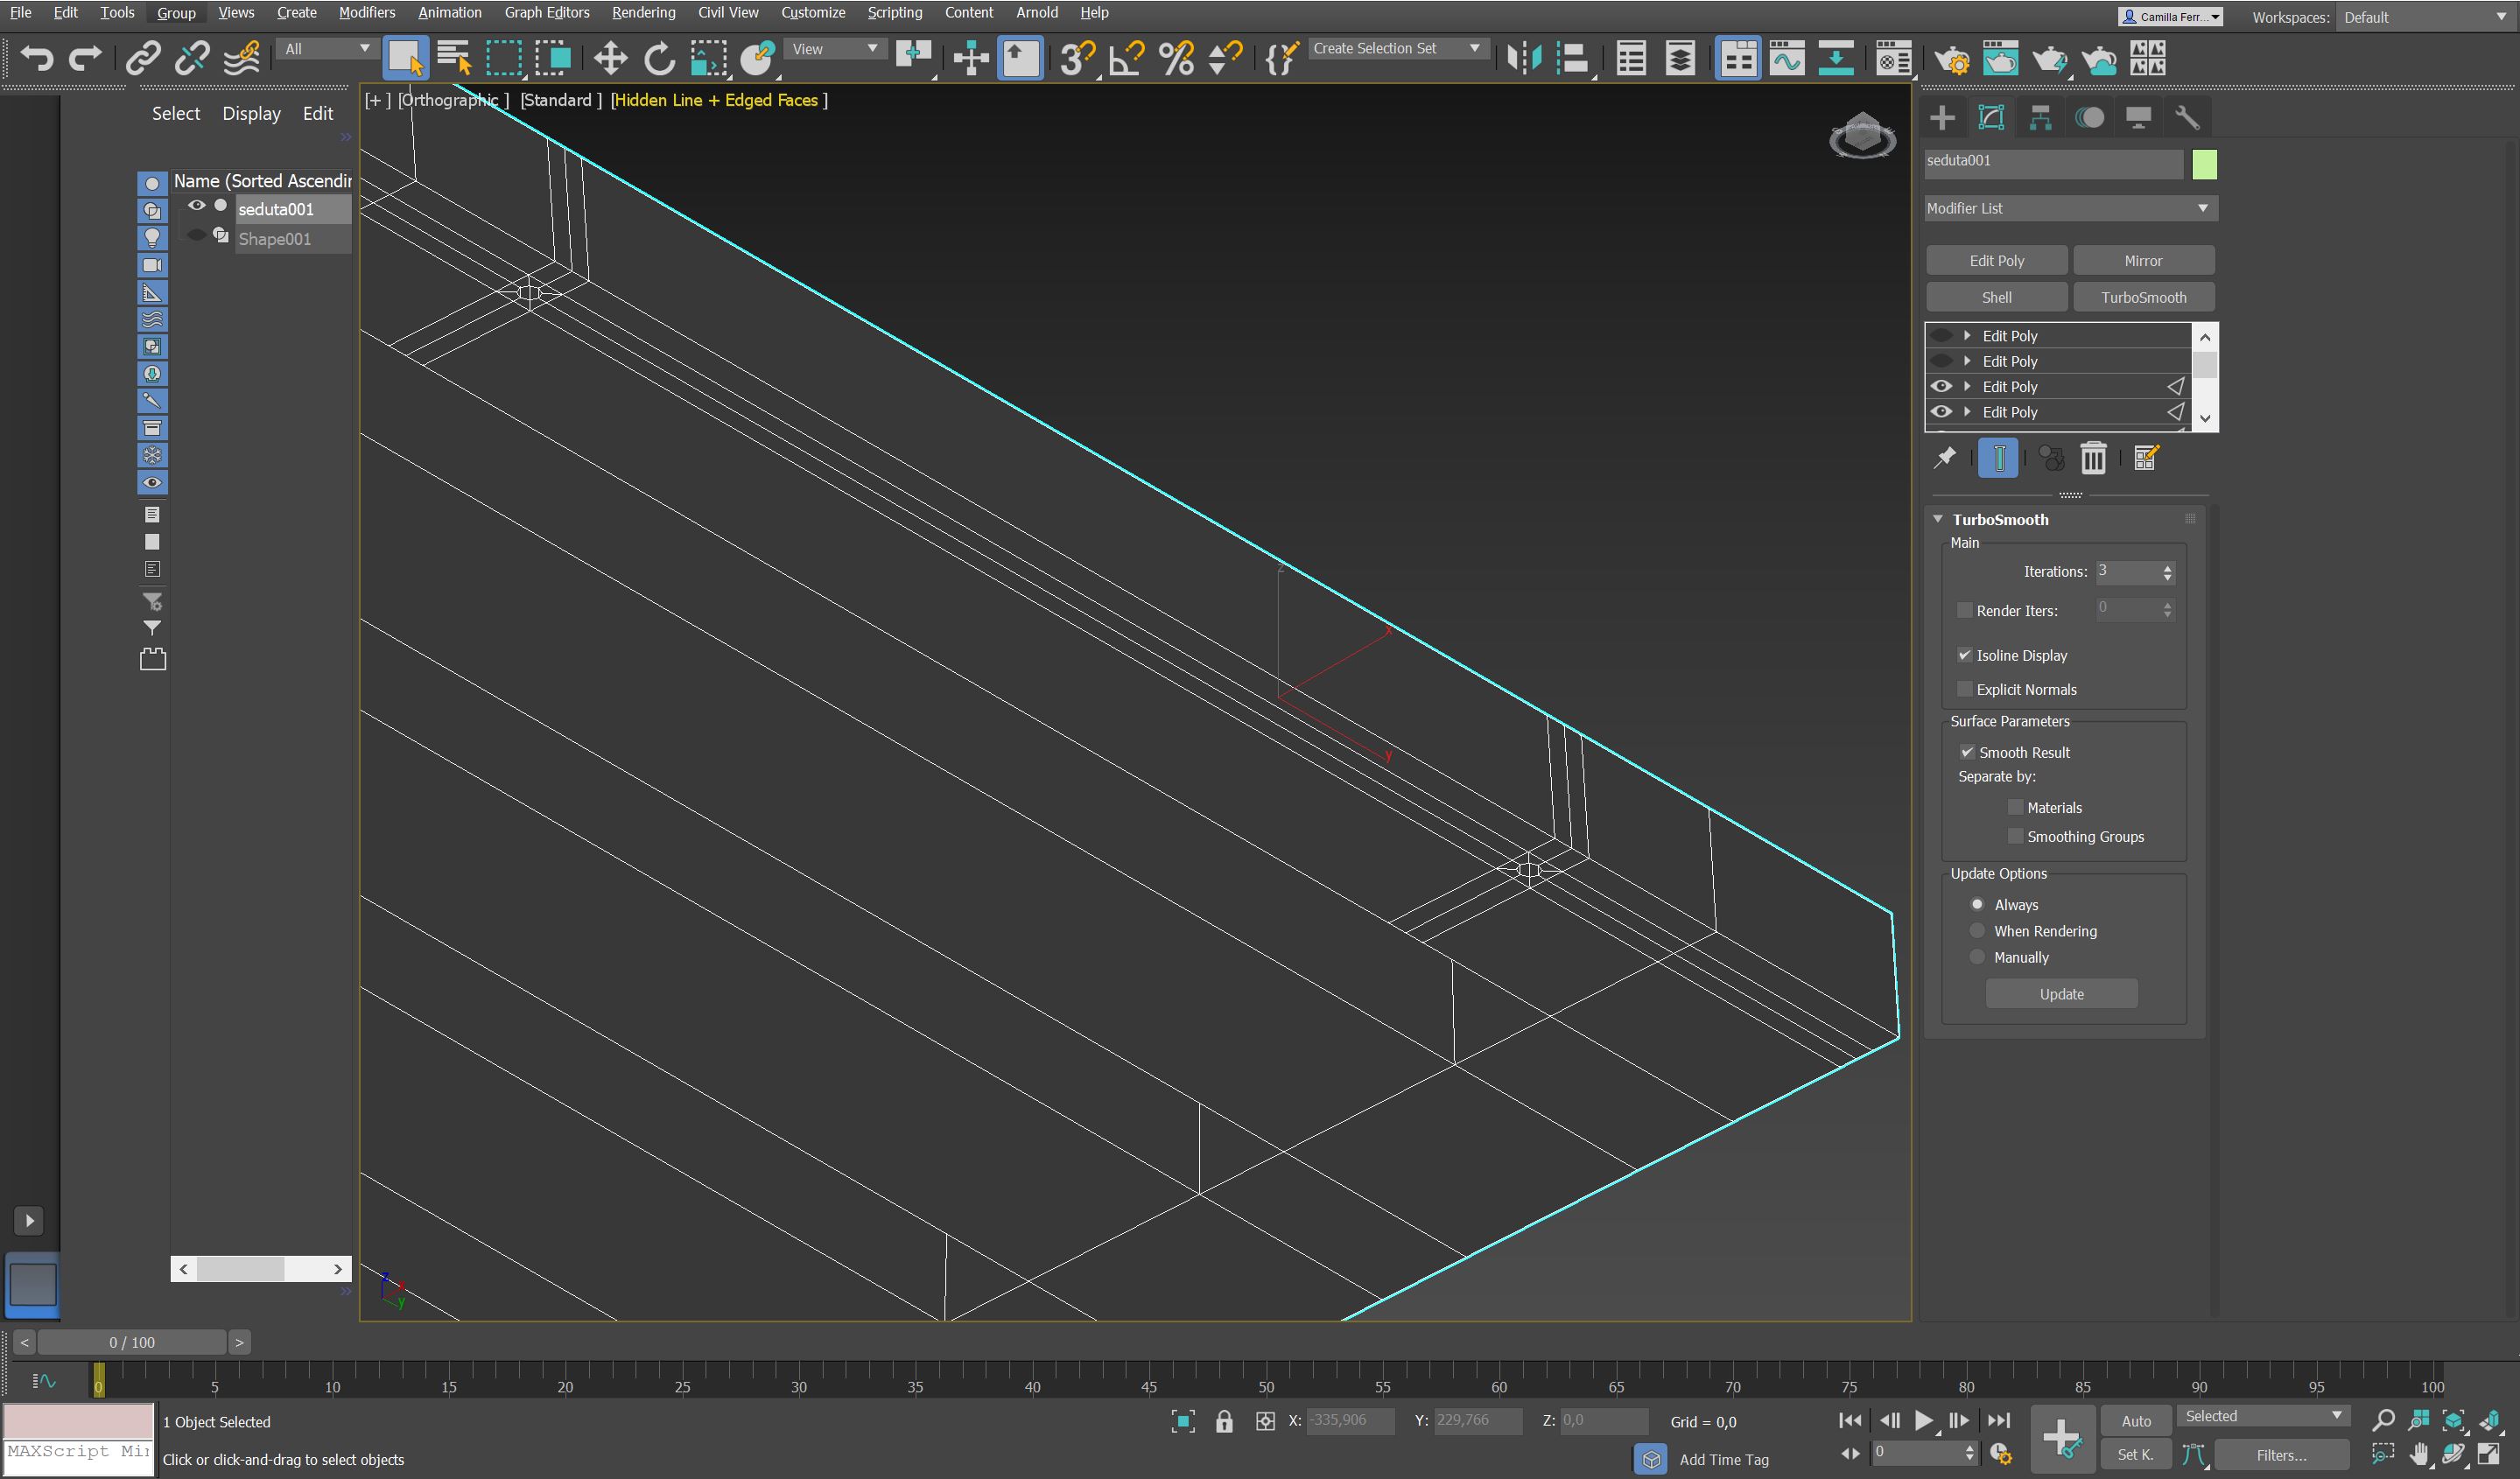 File Edit Tools Group Views Create Modifiers Animation Graph Editors Rendering Civil View Customize Scripting Content Arnold Help
Camilla Ferr... Workspaces: Default
All View Create Selection Set
Select Display Edit
Name (Sorted Ascendin
seduta001
Shape001
[+ ] [Orthographic ] [Standard ] [Hidden Line + Edged Faces ]
z
x
y
z
y
seduta001
Modifier List
Edit Poly Mirror
Shell TurboSmooth
Edit Poly
Edit Poly
Edit Poly
Edit Poly
TurboSmooth
Main
Iterations: 3
Render Iters: 0
Isoline Display
Explicit Normals
Surface Parameters
Smooth Result
Separate by:
Materials
Smoothing Groups
Update Options
Always
When Rendering
Manually
Update
< 0 / 100 >
0 5 10 15 20 25 30 35 40 45 50 55 60 65 70 75 80 85 90 95 100
1 Object Selected X: -335,906 Y: 229,766 Z: 0,0 Grid = 0,0 Auto Selected
MAXScript Mi
Click or click-and-drag to select objects Add Time Tag 0 Set K. Filters...